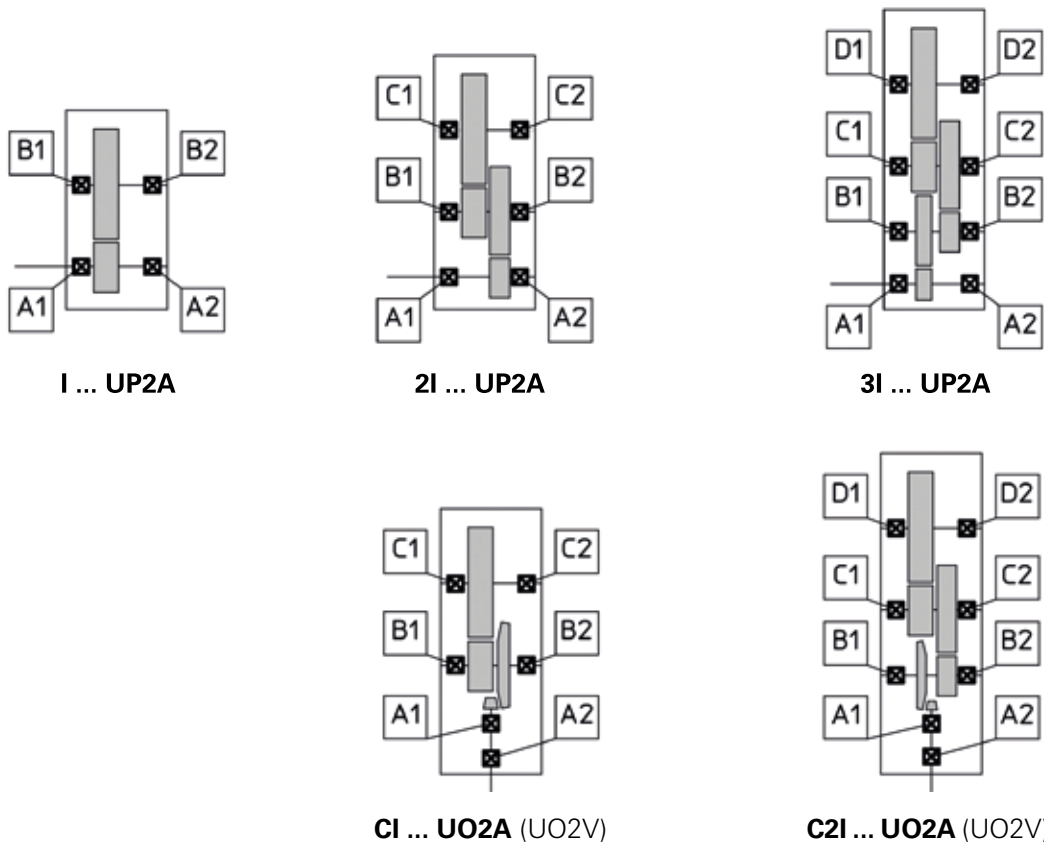 B1 B2
A1 A2
I ... UP2A
C1 C2
B1 B2
A1 A2
2I ... UP2A
D1 D2
C1 C2
B1 B2
A1 A2
3I ... UP2A
C1 C2
B1 B2
A1 A2
CI ... UO2A (UO2V)
D1 D2
C1 C2
B1 B2
A1 A2
C2I ... UO2A (UO2V)